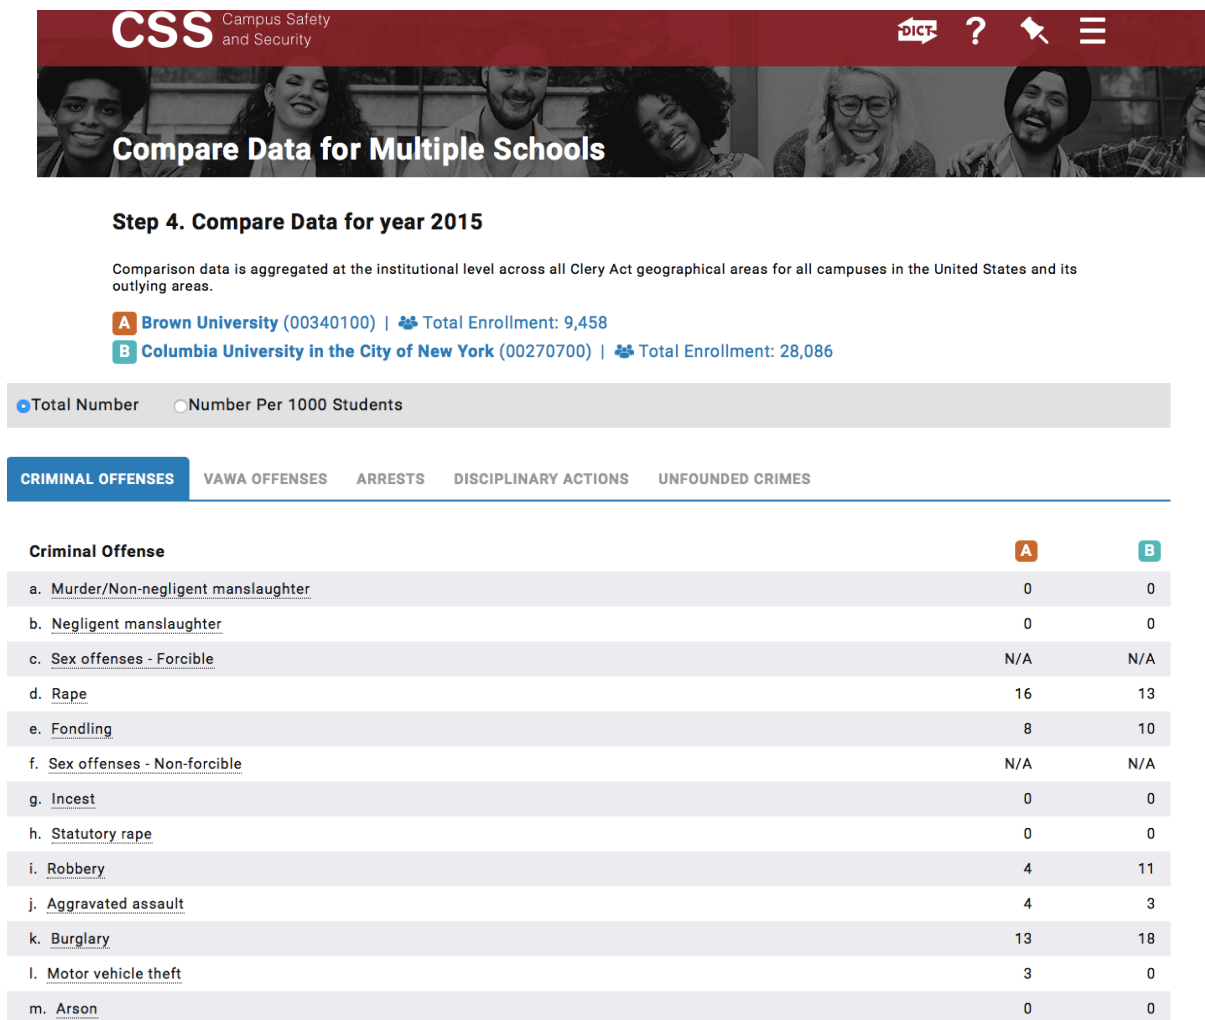 CSS Campus Safety
and Security
DICT ?
Compare Data for Multiple Schools
Step 4. Compare Data for year 2015
Comparison data is aggregated at the institutional level across all Clery Act geographical areas for all campuses in the United States and its
outlying areas.
A Brown University (00340100) | Total Enrollment: 9,458
B Columbia University in the City of New York (00270700) | Total Enrollment: 28,086
Total Number Number Per 1000 Students
CRIMINAL OFFENSES VAWA OFFENSES ARRESTS DISCIPLINARY ACTIONS UNFOUNDED CRIMES
Criminal Offense A B
a. Murder/Non-negligent manslaughter 0 0
b. Negligent manslaughter 0 0
c. Sex offenses - Forcible N/A N/A
d. Rape 16 13
e. Fondling 8 10
f. Sex offenses - Non-forcible N/A N/A
g. Incest 0 0
h. Statutory rape 0 0
i. Robbery 4 11
j. Aggravated assault 4 3
k. Burglary 13 18
l. Motor vehicle theft 3 0
m. Arson 0 0